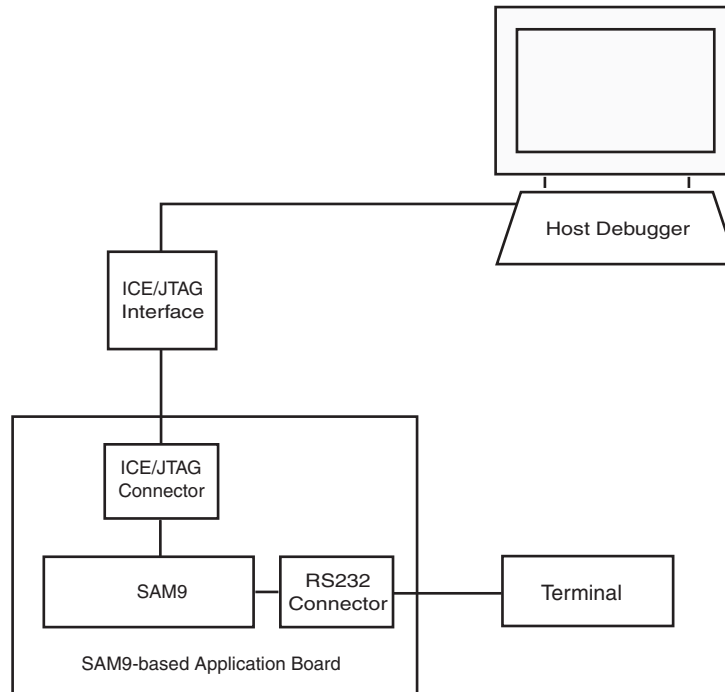 Host Debugger
ICE/JTAG
Interface
ICE/JTAG
Connector
SAM9
RS232
Connector
Terminal
SAM9-based Application Board